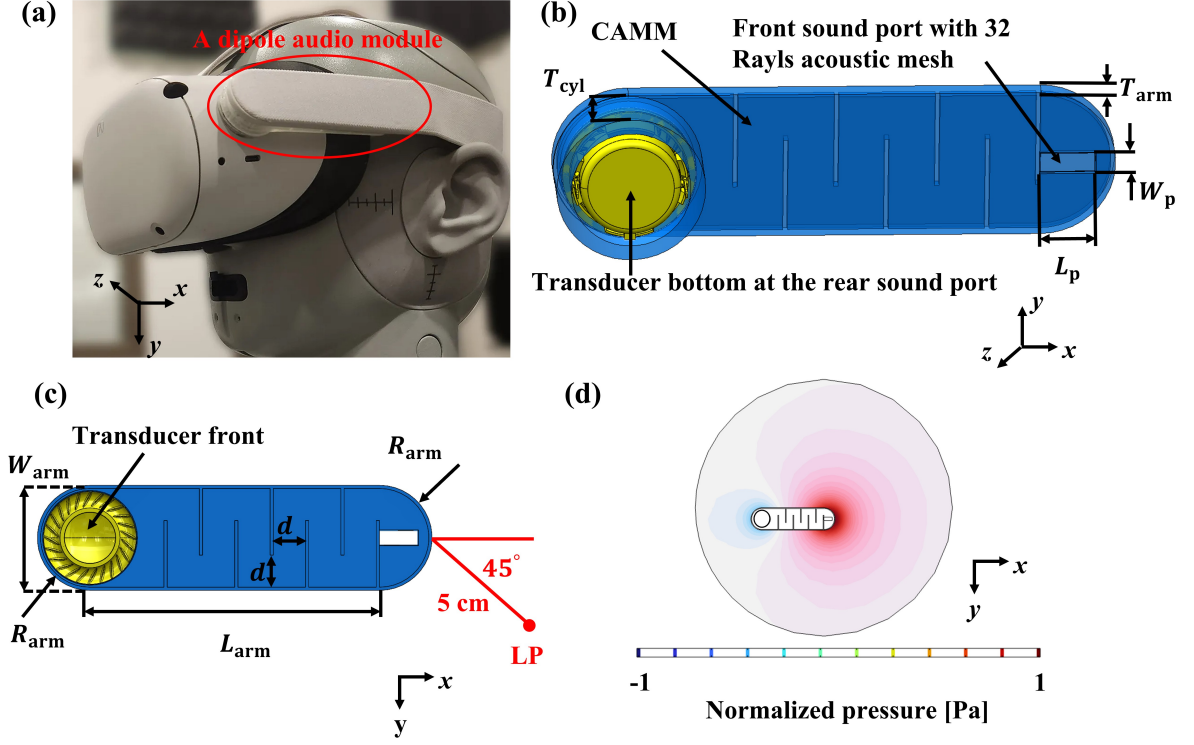 (a)
A dipole audio module
z
x
y
(b)
CAMM
Front sound port with 32
Rayls acoustic mesh
T_cyl
T_arm
W_p
L_p
Transducer bottom at the rear sound port
y
z
x
(c)
Transducer front
W_arm
R_arm
d
d
45°
5 cm
R_arm
L_arm
LP
x
y
(d)
x
y
-1
1
Normalized pressure [Pa]